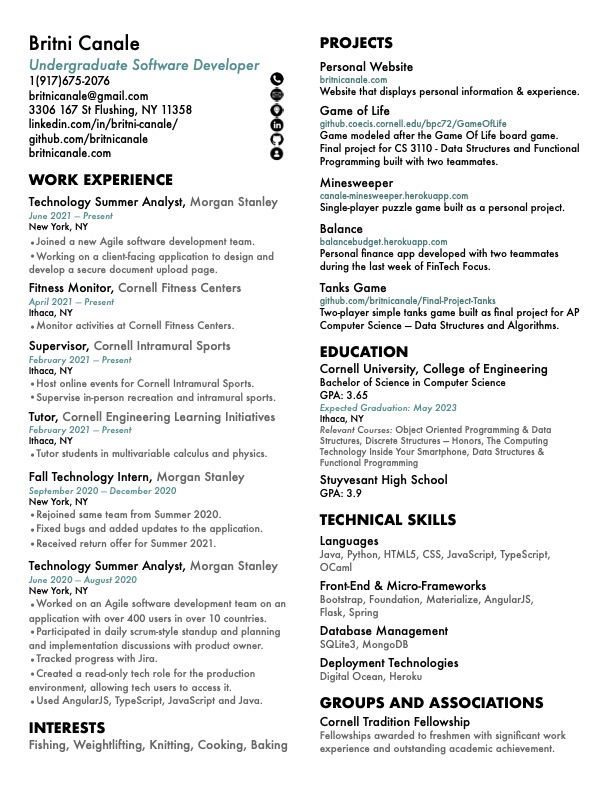 Britni Canale
Undergraduate Software Developer
1(917)675-2076
britnicanale@gmail.com
3306 167 St Flushing, NY 11358
linkedin.com/in/britni-canale/
github.com/britnicanale
britnicanale.com
WORK EXPERIENCE
Technology Summer Analyst, Morgan Stanley
June 2021 — Present
New York, NY
•Joined a new Agile software development team.
•Working on a client-facing application to design and
develop a secure document upload page.
Fitness Monitor, Cornell Fitness Centers
April 2021 — Present
Ithaca, NY
•Monitor activities at Cornell Fitness Centers.
Supervisor, Cornell Intramural Sports
February 2021 — Present
Ithaca, NY
•Host online events for Cornell Intramural Sports.
•Supervise in-person recreation and intramural sports.
Tutor, Cornell Engineering Learning Initiatives
February 2021 — Present
Ithaca, NY
•Tutor students in multivariable calculus and physics.
Fall Technology Intern, Morgan Stanley
September 2020 — December 2020
New York, NY
•Rejoined same team from Summer 2020.
•Fixed bugs and added updates to the application.
•Received return offer for Summer 2021.
Technology Summer Analyst, Morgan Stanley
June 2020 — August 2020
New York, NY
•Worked on an Agile software development team on an
application with over 400 users in over 10 countries.
•Participated in daily scrum-style standup and planning
and implementation discussions with product owner.
•Tracked progress with Jira.
•Created a read-only tech role for the production
environment, allowing tech users to access it.
•Used AngularJS, TypeScript, JavaScript and Java.
INTERESTS
Fishing, Weightlifting, Knitting, Cooking, Baking
PROJECTS
Personal Website
britnicanale.com
Website that displays personal information & experience.
Game of Life
github.coecis.cornell.edu/bpc72/GameOfLife
Game modeled after the Game Of Life board game.
Final project for CS 3110 - Data Structures and Functional
Programming built with two teammates.
Minesweeper
canale-minesweeper.herokuapp.com
Single-player puzzle game built as a personal project.
Balance
balancebudget.herokuapp.com
Personal finance app developed with two teammates
during the last week of FinTech Focus.
Tanks Game
github.com/britnicanale/Final-Project-Tanks
Two-player simple tanks game built as final project for AP
Computer Science — Data Structures and Algorithms.
EDUCATION
Cornell University, College of Engineering
Bachelor of Science in Computer Science
GPA: 3.65
Expected Graduation: May 2023
Ithaca, NY
Relevant Courses: Object Oriented Programming & Data
Structures, Discrete Structures — Honors, The Computing
Technology Inside Your Smartphone, Data Structures &
Functional Programming
Stuyvesant High School
GPA: 3.9
TECHNICAL SKILLS
Languages
Java, Python, HTML5, CSS, JavaScript, TypeScript,
OCaml
Front-End & Micro-Frameworks
Bootstrap, Foundation, Materialize, AngularJS,
Flask, Spring
Database Management
SQLite3, MongoDB
Deployment Technologies
Digital Ocean, Heroku
GROUPS AND ASSOCIATIONS
Cornell Tradition Fellowship
Fellowships awarded to freshmen with significant work
experience and outstanding academic achievement.